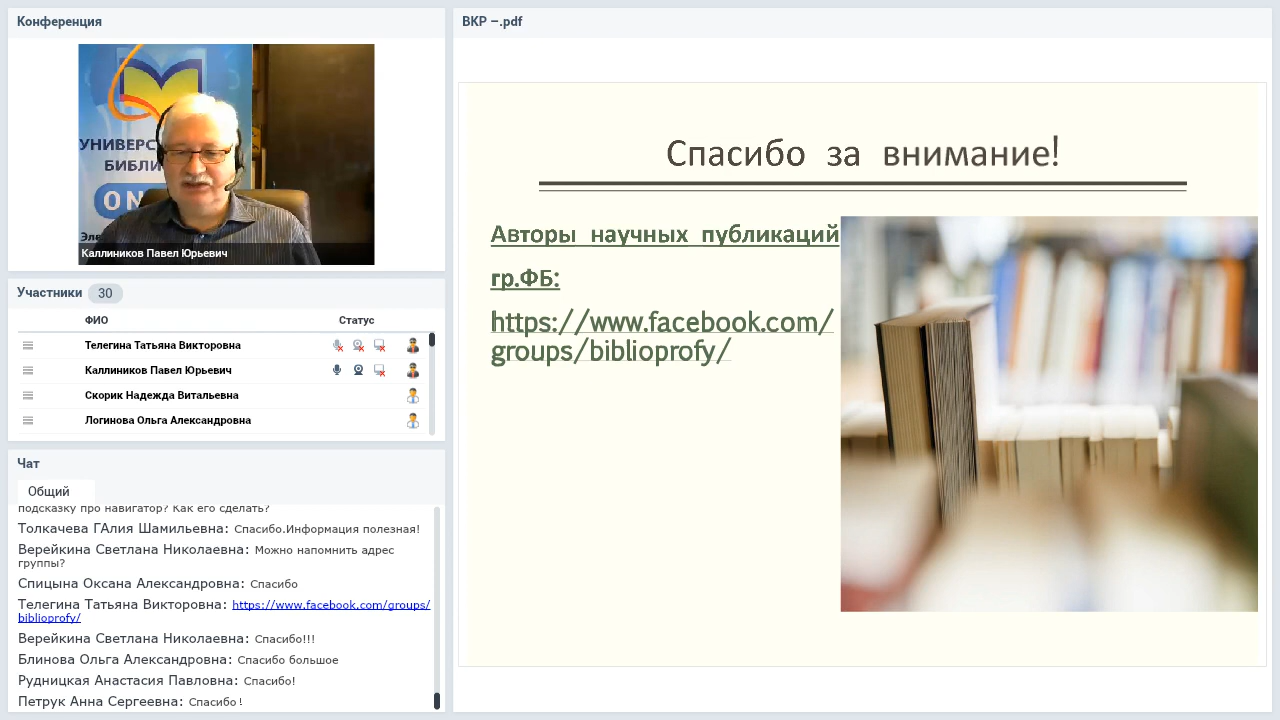 Конференция
УНИВЕРС
БИБЛИ
ON
Эле
Каллиников Павел Юрьевич
Участники 30
ФИО Статус
Телегина Татьяна Викторовна
Каллиников Павел Юрьевич
Скорик Надежда Витальевна
Логинова Ольга Александровна
Чат
Общий
подсказку про навигатор? Как его сделать?
Толкачева ГАлия Шамильевна: Спасибо.Информация полезная!
Верейкина Светлана Николаевна: Можно напомнить адрес
группы?
Спицына Оксана Александровна: Спасибо
Телегина Татьяна Викторовна: https://www.facebook.com/groups/
biblioprofy/
Верейкина Светлана Николаевна: Спасибо!!!
Блинова Ольга Александровна: Спасибо большое
Рудницкая Анастасия Павловна: Спасибо!
Петрук Анна Сергеевна: Спасибо!
ВКР –.pdf
Спасибо за внимание!
Авторы научных публикаций
гр.ФБ:
https://www.facebook.com/
groups/biblioprofy/